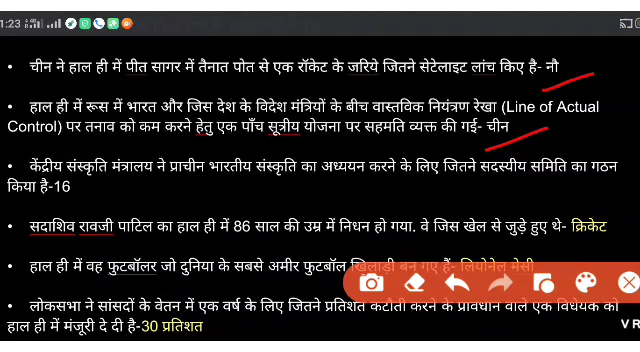 1:23
• चीन ने हाल ही में पीत सागर में तैनात पोत से एक रॉकेट के जरिये जितने सेटेलाइट लांच किए है- नौ
• हाल ही में रूस में भारत और जिस देश के विदेश मंत्रियों के बीच वास्तविक नियंत्रण रेखा (Line of Actual
Control) पर तनाव को कम करने हेतु एक पाँच सूत्रीय योजना पर सहमति व्यक्त की गई- चीन
• केंद्रीय संस्कृति मंत्रालय ने प्राचीन भारतीय संस्कृति का अध्ययन करने के लिए जितने सदस्यीय समिति का गठन
किया है-16
• सदाशिव रावजी पाटिल का हाल ही में 86 साल की उम्र में निधन हो गया. वे जिस खेल से जुड़े हुए थे- क्रिकेट
• हाल ही में वह फुटबॉलर जो दुनिया के सबसे अमीर फुटबॉल खिलाड़ी बन गए हैं- लियोनेल मेसी
• लोकसभा ने सांसदों के वेतन में एक वर्ष के लिए जितने प्रतिशत कटौती करने के प्रावधान वाले एक विधेयक को
हाल ही में मंजूरी दे दी है-30 प्रतिशत
V R